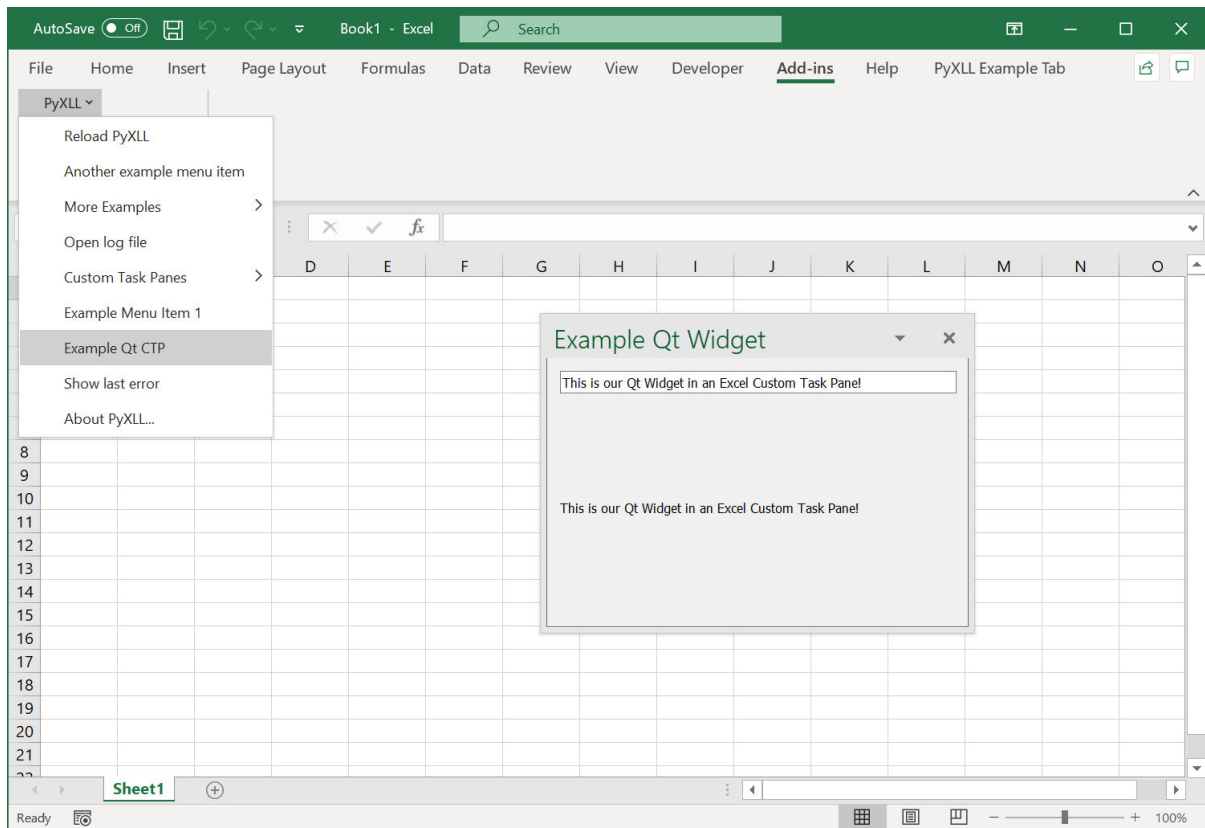 AutoSave Off Book1 - Excel Search
File Home Insert Page Layout Formulas Data Review View Developer Add-ins Help PyXLL Example Tab
PyXLL
Reload PyXLL
Another example menu item
More Examples
Open log file
Custom Task Panes
Example Menu Item 1
Example Qt CTP
Show last error
About PyXLL...
fx
D E F G H I J K L M N O
Example Qt Widget
This is our Qt Widget in an Excel Custom Task Pane!
This is our Qt Widget in an Excel Custom Task Pane!
8
9
10
11
12
13
14
15
16
17
18
19
20
21
22
Sheet1
Ready 100%